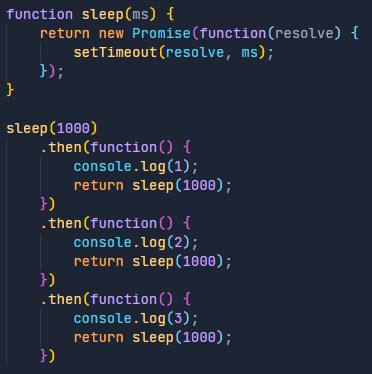 function sleep(ms) {
    return new Promise(function(resolve) {
        setTimeout(resolve, ms);
    });
}

sleep(1000)
    .then(function() {
        console.log(1);
        return sleep(1000);
    })
    .then(function() {
        console.log(2);
        return sleep(1000);
    })
    .then(function() {
        console.log(3);
        return sleep(1000);
    })